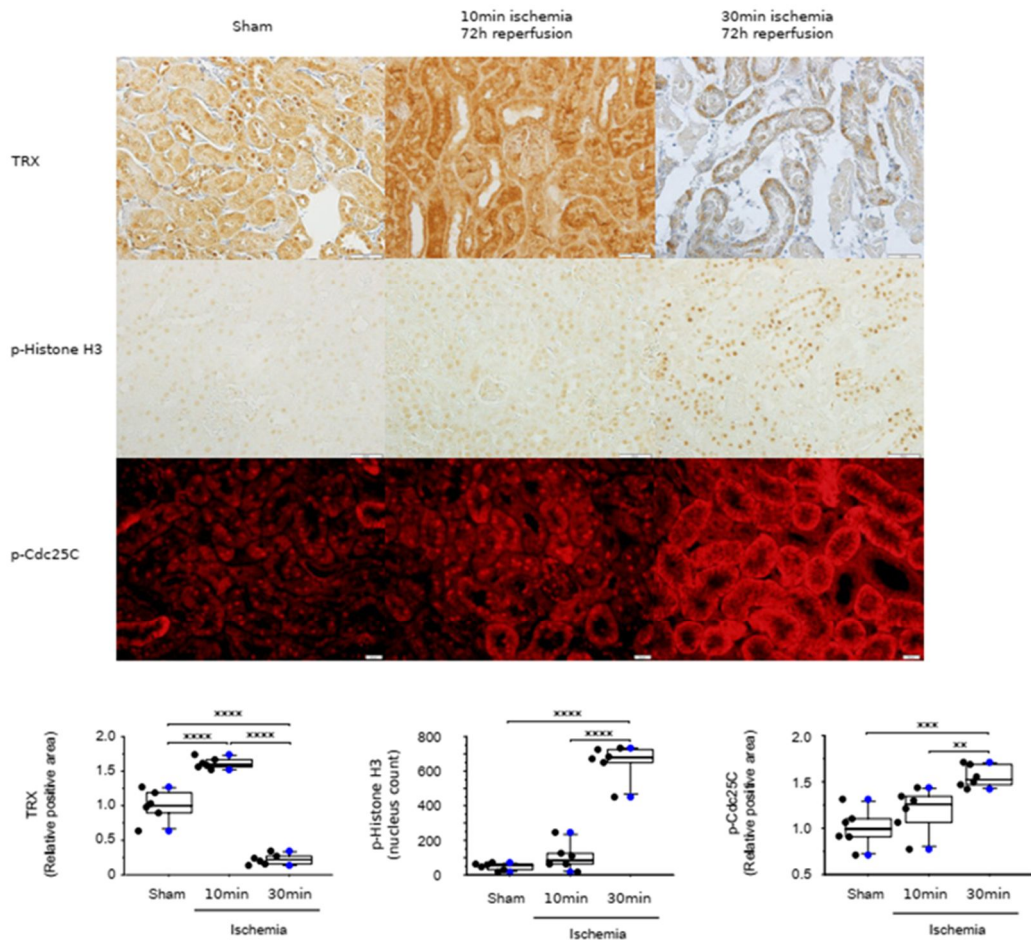 Sham
10min ischemia
72h reperfusion
30min ischemia
72h reperfusion
TRX
p-Histone H3
p-Cdc25C
TRX
(Relative positive area)
2.0
1.5
1.0
0.5
0
××××
×××× ××××
Sham 10min 30min
Ischemia
p-Histone H3
(nucleus count)
800
600
400
200
0
××××
××××
Sham 10min 30min
Ischemia
p-Cdc25C
(Relative positive area)
2.0
1.5
1.0
0.5
×××
××
Sham 10min 30min
Ischemia